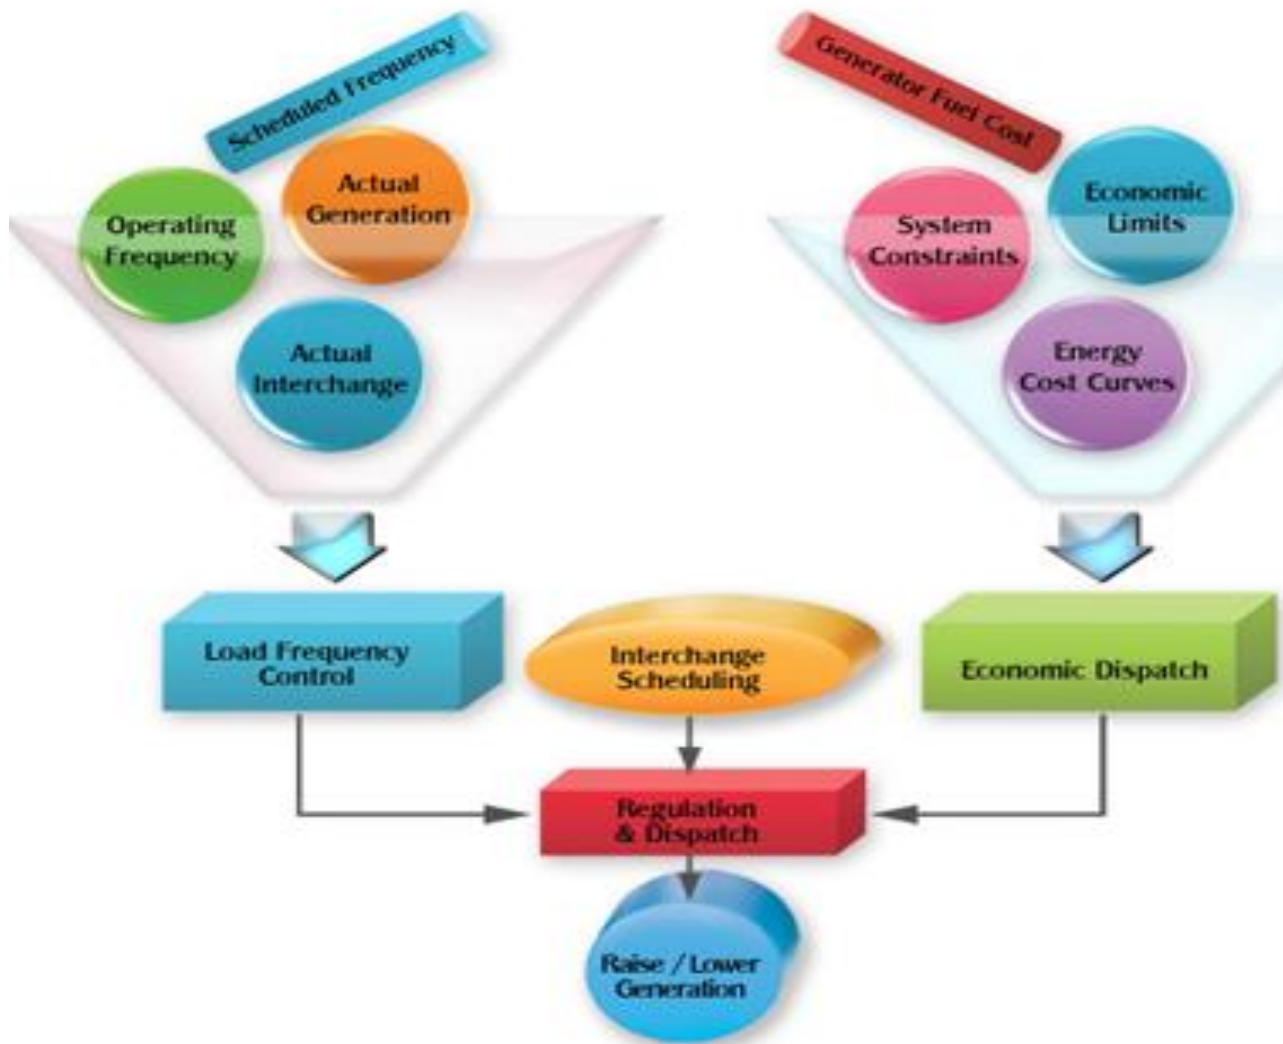 Scheduled Frequency
Generator Fuel Cost
Actual
Generation
Operating
Frequency
Actual
Interchange
Economic
Limits
System
Constraints
Energy
Cost Curves
Load Frequency
Control
Interchange
Scheduling
Economic Dispatch
Regulation
& Dispatch
Raise / Lower
Generation